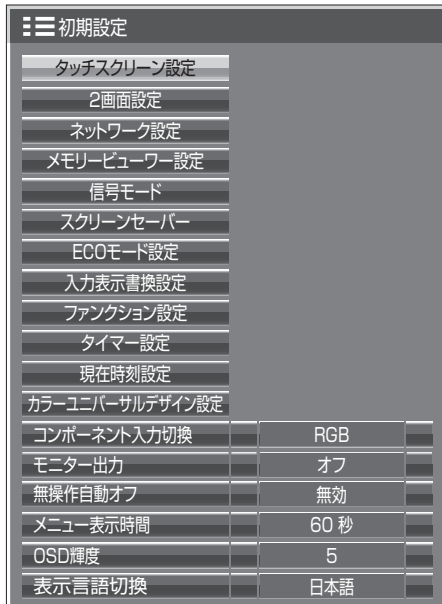 初期設定
タッチスクリーン設定
2画面設定
ネットワーク設定
メモリービューワー設定
信号モード
スクリーンセーバー
ECOモード設定
入力表示書換設定
ファンクション設定
タイマー設定
現在時刻設定
カラーユニバーサルデザイン設定
コンポーネント入力切換 RGB
モニター出力 オフ
無操作自動オフ 無効
メニュー表示時間 60 秒
OSD輝度 5
表示言語切換 日本語